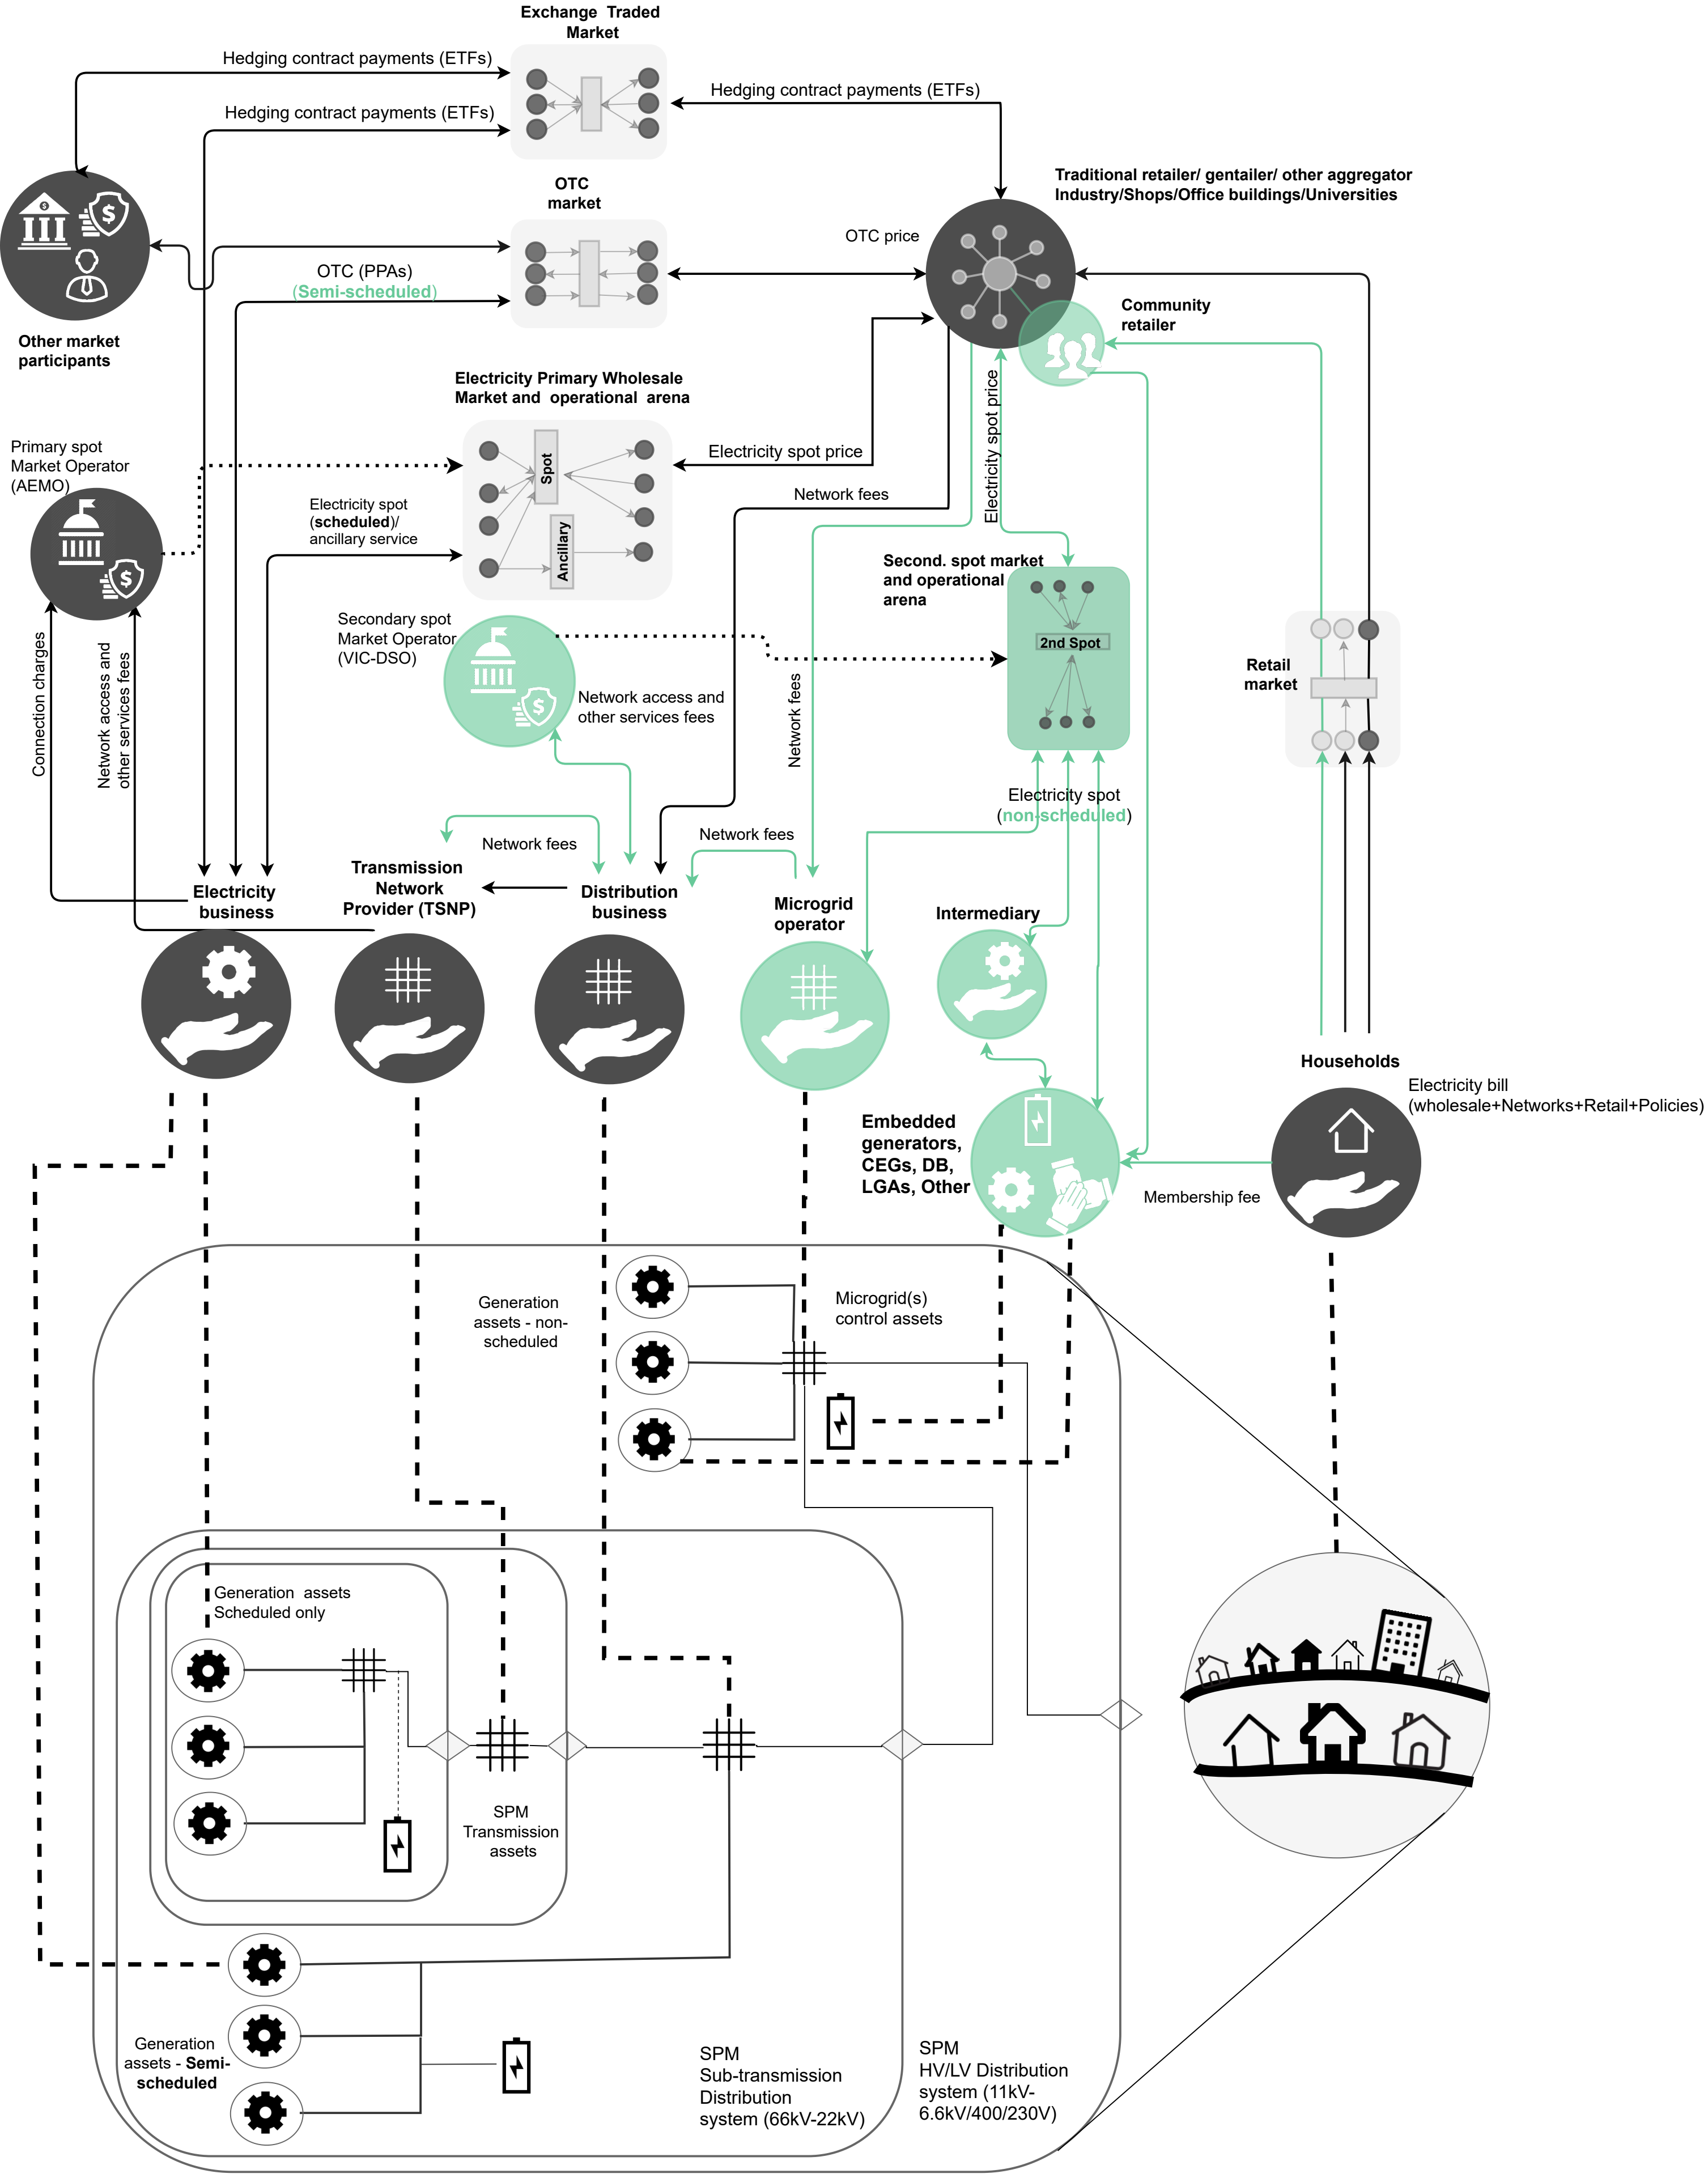 Exchange Traded
Market
Hedging contract payments (ETFs)
Hedging contract payments (ETFs)
Hedging contract payments (ETFs)
OTC
market
Traditional retailer/ gentailer/ other aggregator
Industry/Shops/Office buildings/Universities
OTC price
OTC (PPAs)
(Semi-scheduled)
Community
retailer
Other market
participants
Electricity Primary Wholesale
Market and operational arena
Primary spot
Market Operator
(AEMO)
Spot
Ancillary
Electricity spot price
Electricity spot price
Network fees
Electricity spot
(scheduled)/
ancillary service
Second. spot market
and operational
arena
2nd Spot
Secondary spot
Market Operator
(VIC-DSO)
Connection charges
Network access and
other services fees
Network access and
other services fees
Network fees
Retail
market
Electricity spot
(non-scheduled)
Network fees
Network fees
Electricity
business
Transmission
Network
Provider (TSNP)
Distribution
business
Microgrid
operator
Intermediary
Households
Electricity bill
(wholesale+Networks+Retail+Policies)
Embedded
generators,
CEGs, DB,
LGAs, Other
Membership fee
Generation
assets - non-
scheduled
Microgrid(s)
control assets
Generation assets
Scheduled only
SPM
Transmission
assets
Generation
assets - Semi-
scheduled
SPM
Sub-transmission
Distribution
system (66kV-22kV)
SPM
HV/LV Distribution
system (11kV-
6.6kV/400/230V)